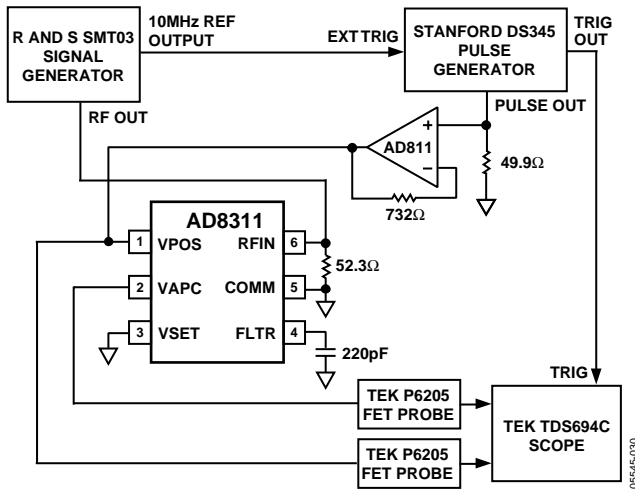 R AND S SMT03
SIGNAL
GENERATOR
10MHz REF
OUTPUT
EXT TRIG
STANFORD DS345
PULSE
GENERATOR
TRIG
OUT
RF OUT
PULSE OUT
+
AD811
−
49.9Ω
732Ω
AD8311
1 VPOS RFIN 6
52.3Ω
2 VAPC COMM 5
3 VSET FLTR 4
220pF
TRIG
TEK P6205
FET PROBE
TEK TDS694C
SCOPE
TEK P6205
FET PROBE
05545-030